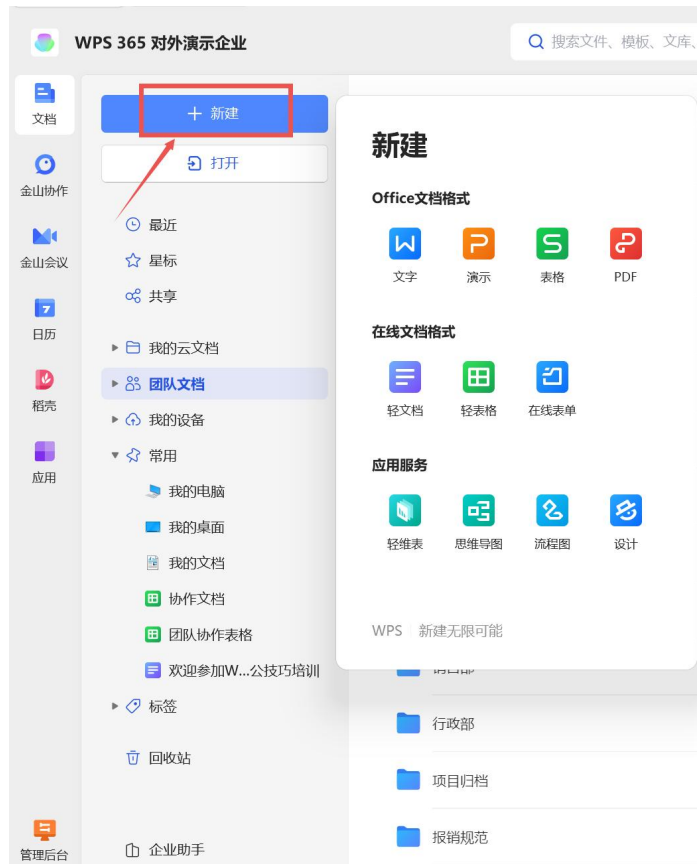 WPS 365 对外演示企业
搜索文件、模板、文库、
文档
金山协作
金山会议
7
日历
稻壳
应用
管理后台
新建
打开
最近
星标
共享
我的云文档
团队文档
我的设备
常用
我的电脑
我的桌面
我的文档
协作文档
团队协作表格
欢迎参加W...公技巧培训
标签
回收站
企业助手
新建
Office文档格式
文字 演示 表格 PDF
在线文档格式
轻文档 轻表格 在线表单
应用服务
轻维表 思维导图 流程图 设计
WPS 新建无限可能
行政部
项目归档
报销规范